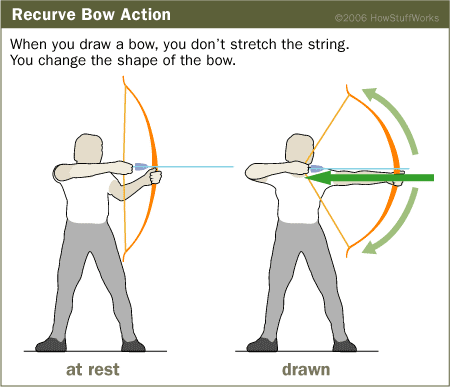 Recurve Bow Action
©2006 HowStuffWorks
When you draw a bow, you don't stretch the string.
You change the shape of the bow.
at rest
drawn